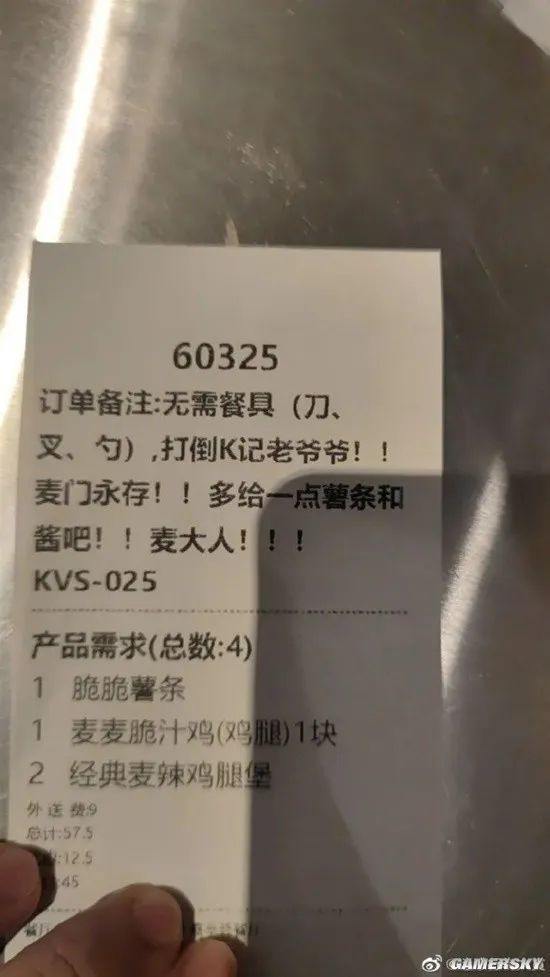 60325
订单备注:无需餐具（刀、
叉、勺）,打倒K记老爷爷！！
麦门永存！！多给一点薯条和
酱吧！！麦大人！！！
KVS-025
产品需求(总数:4)
1 脆脆薯条
1 麦麦脆汁鸡(鸡腿)1块
2 经典麦辣鸡腿堡
外送费:9
总计:57.5
:12.5
:45
GAMERSKY